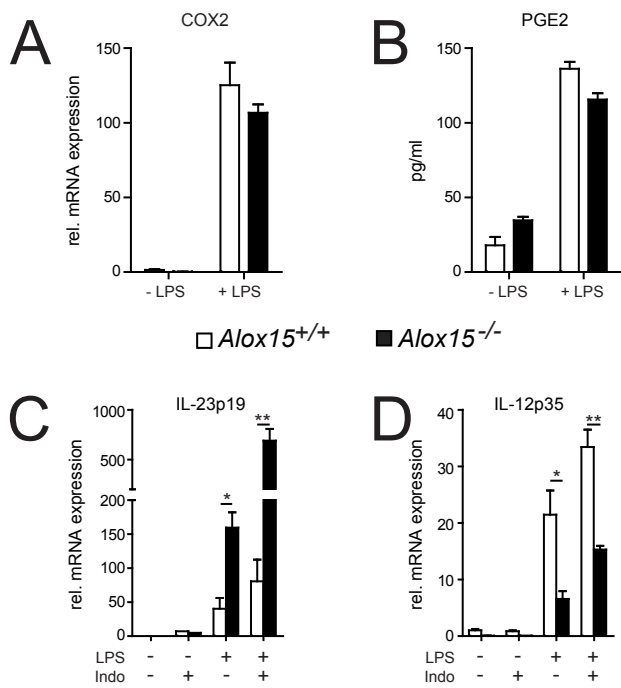 A
COX2
rel. mRNA expression
150
100
50
0
- LPS
+ LPS
B
PGE2
pg/ml
150
100
50
0
- LPS
+ LPS
Alox15+/+
Alox15-/-
C
IL-23p19
rel. mRNA expression
1000
500
200
150
100
50
0
*
**
LPS - - + +
Indo - + - +
D
IL-12p35
rel. mRNA expression
40
30
20
10
0
*
**
LPS - - + +
Indo - + - +